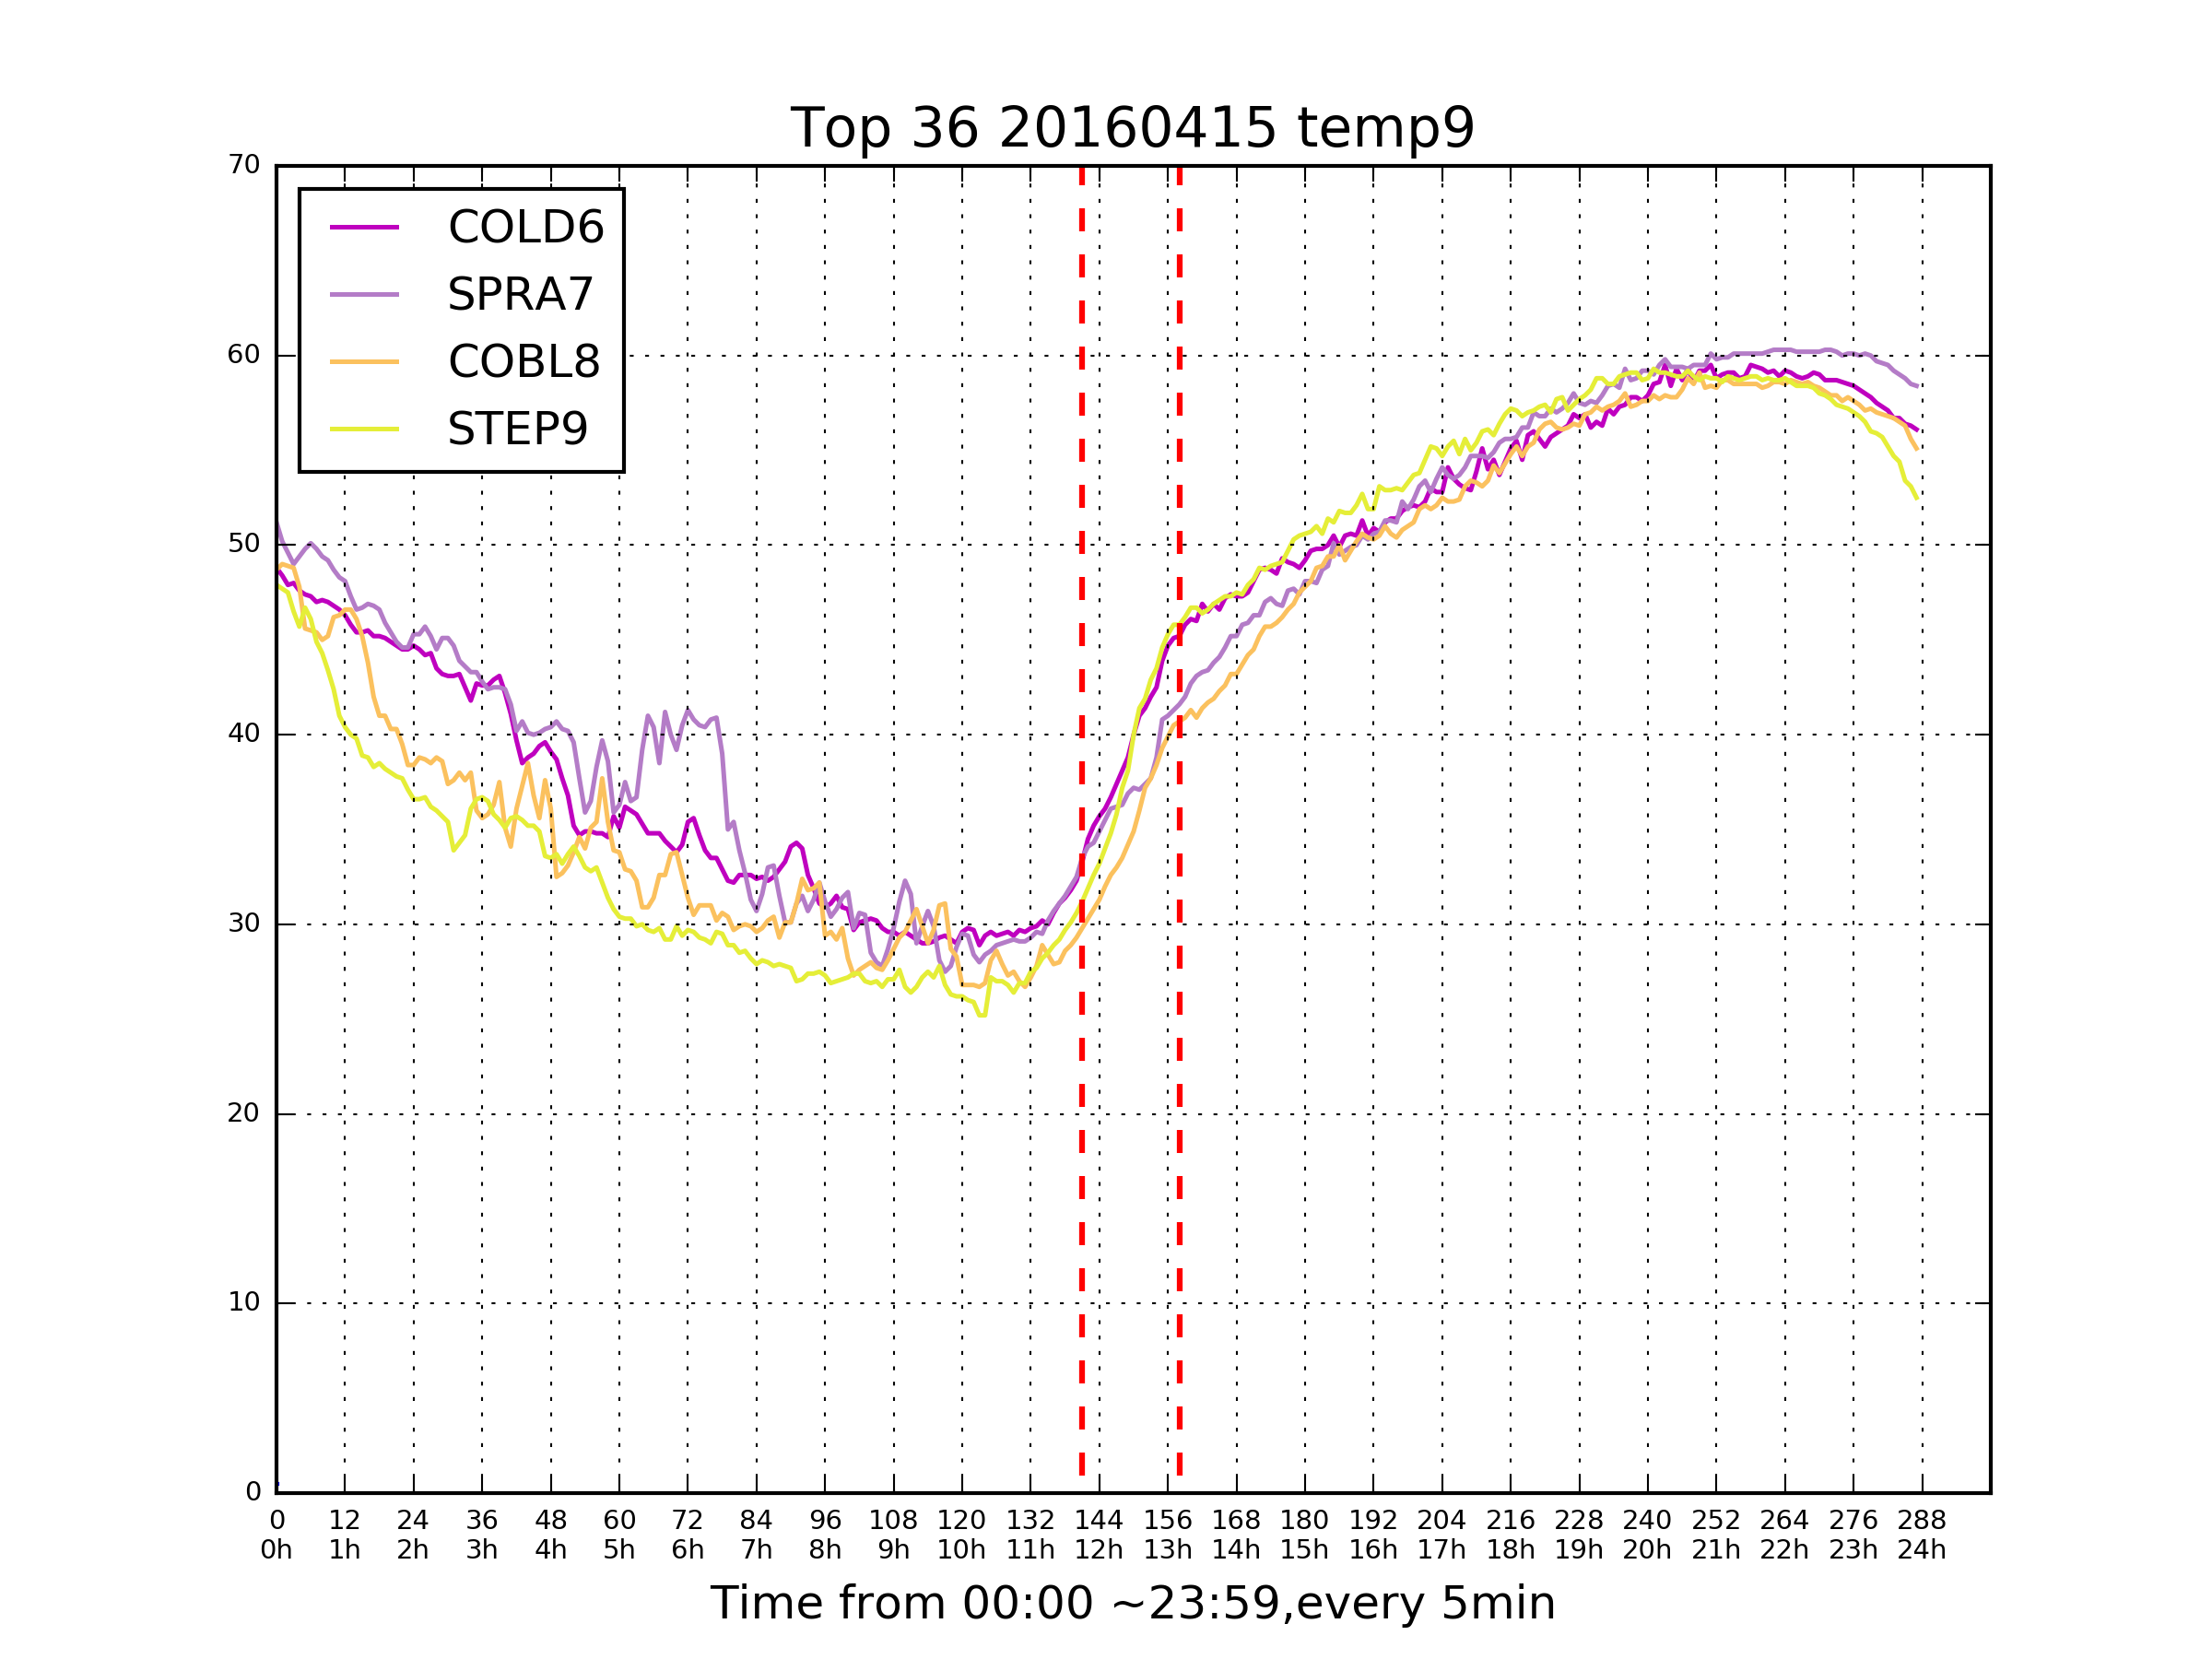 Top 36 20160415 temp9
70
60
50
40
30
20
10
0
COLD6
SPRA7
COBL8
STEP9
0 12 24 36 48 60 72 84 96 108 120 132 144 156 168 180 192 204 216 228 240 252 264 276 288
0h 1h 2h 3h 4h 5h 6h 7h 8h 9h 10h 11h 12h 13h 14h 15h 16h 17h 18h 19h 20h 21h 22h 23h 24h
Time from 00:00 ~23:59,every 5min